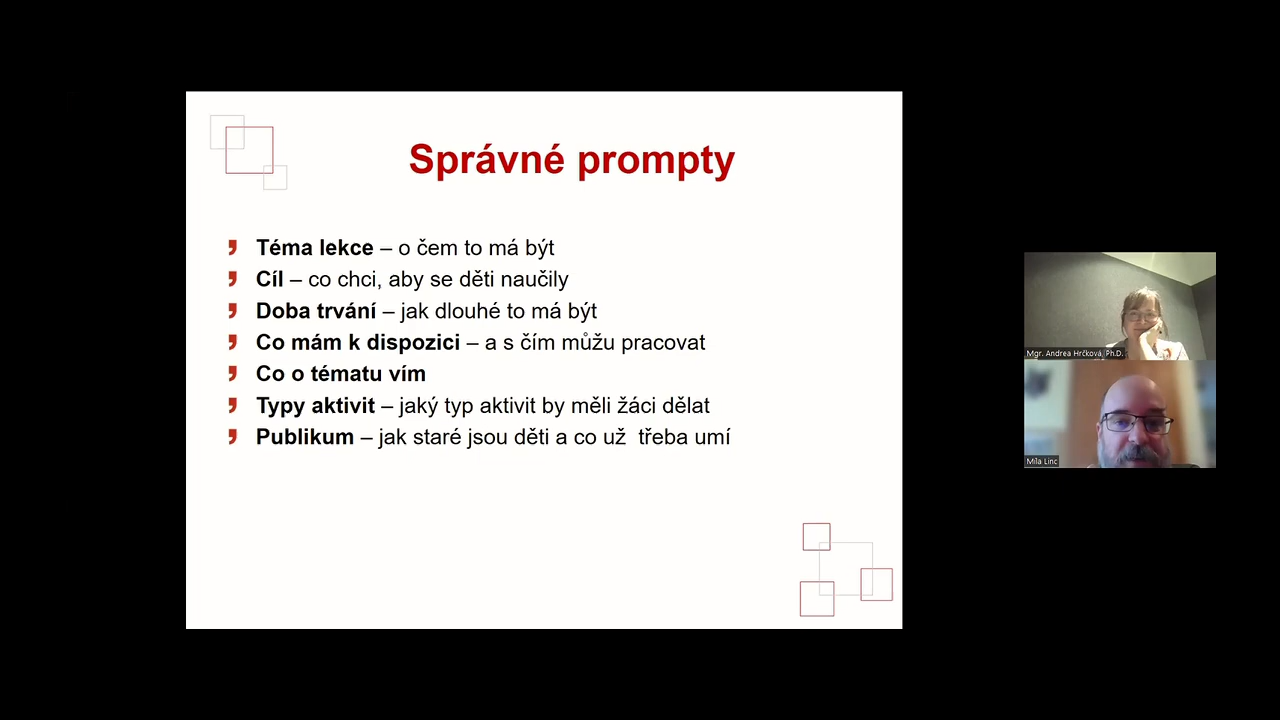 Správné prompty
Téma lekce – o čem to má být
Cíl – co chci, aby se děti naučily
Doba trvání – jak dlouhé to má být
Co mám k dispozici – a s čím můžu pracovat
Co o tématu vím
Typy aktivit – jaký typ aktivit by měli žáci dělat
Publikum – jak staré jsou děti a co už  třeba umí
Mgr. Andrea Hrčková, Ph.D.
Míla Linc